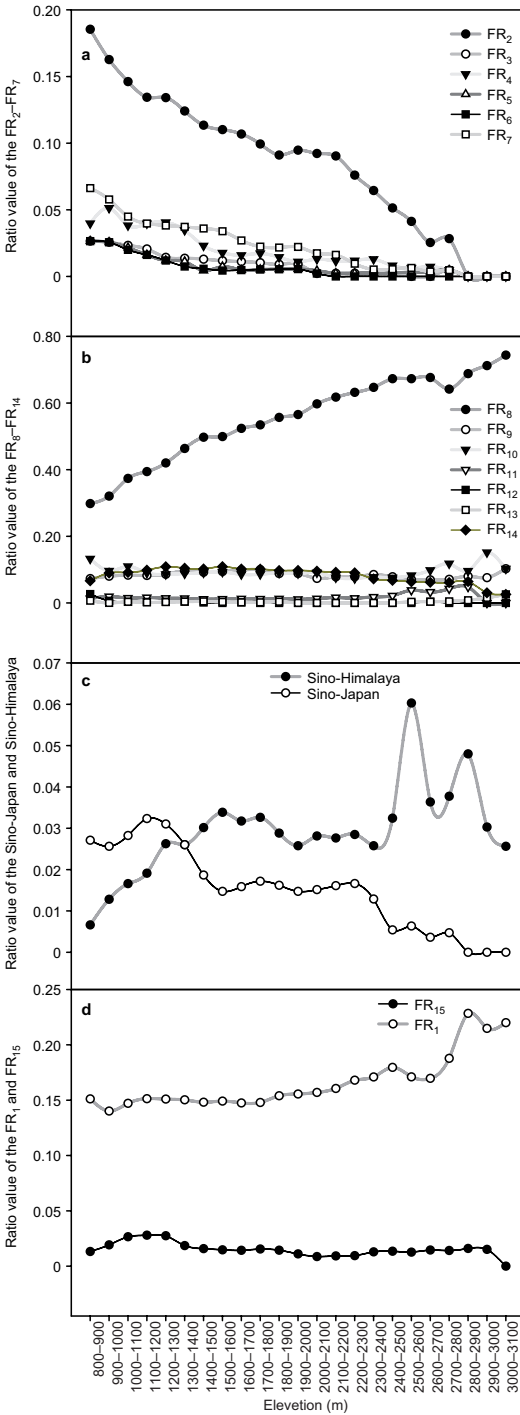 0.20
a
0.15
0.10
0.05
0
Ratio value of the FR2–FR7
FR2
FR3
FR4
FR5
FR6
FR7
0.80
b
0.60
0.40
0.20
0
Ratio value of the FR8–FR14
FR8
FR9
FR10
FR11
FR12
FR13
FR14
0.07
c
0.06
0.05
0.04
0.03
0.02
0.01
0
Ratio value of the Sino-Japan and Sino-Himalaya
Sino-Himalaya
Sino-Japan
0.25
d
0.20
0.15
0.10
0.05
0
Ratio value of the FR1 and FR15
FR15
FR1
800–900
900–1000
1000–1100
1100–1200
1200–1300
1300–1400
1400–1500
1500–1600
1600–1700
1700–1800
1800–1900
1900–2000
2000–2100
2100–2200
2200–2300
2300–2400
2400–2500
2500–2600
2600–2700
2700–2800
2800–2900
2900–3000
3000–3100
Elevetion (m)